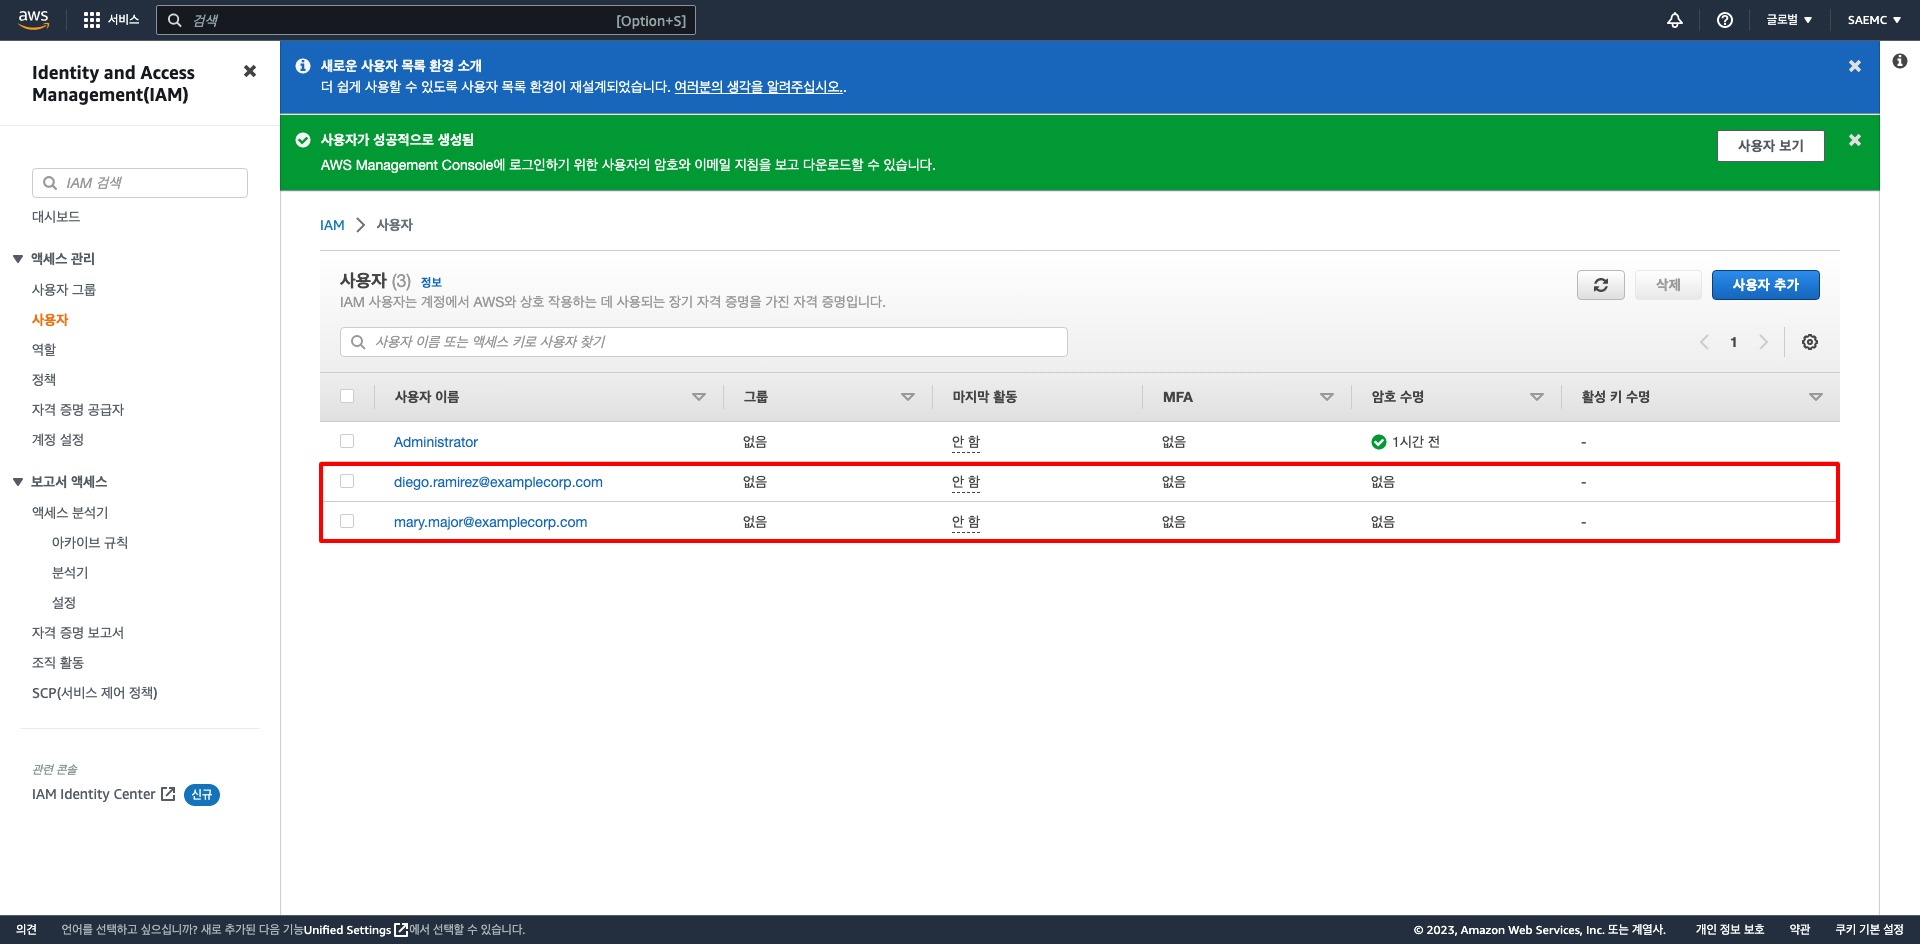 aws
서비스
검색
[Option+S]
글로벌 ▼
SAEMC ▼
Identity and Access
Management(IAM)
IAM 검색
대시보드
액세스 관리
사용자 그룹
사용자
역할
정책
자격 증명 공급자
계정 설정
보고서 액세스
액세스 분석기
아카이브 규칙
분석기
설정
자격 증명 보고서
조직 활동
SCP(서비스 제어 정책)
관련 콘솔
IAM Identity Center 신규
새로운 사용자 목록 환경 소개
더 쉽게 사용할 수 있도록 사용자 목록 환경이 재설계되었습니다. 여러분의 생각을 알려주십시오..
사용자가 성공적으로 생성됨
AWS Management Console에 로그인하기 위한 사용자의 암호와 이메일 지침을 보고 다운로드할 수 있습니다.
사용자 보기
IAM > 사용자
사용자 (3) 정보
IAM 사용자는 계정에서 AWS와 상호 작용하는 데 사용되는 장기 자격 증명을 가진 자격 증명입니다.
삭제
사용자 추가
사용자 이름 또는 액세스 키로 사용자 찾기
1
사용자 이름 그룹 마지막 활동 MFA 암호 수명 활성 키 수명
Administrator 없음 안 함 없음 1시간 전 -
diego.ramirez@examplecorp.com 없음 안 함 없음 없음 -
mary.major@examplecorp.com 없음 안 함 없음 없음 -
의견
언어를 선택하고 싶으십니까? 새로 추가된 다음 기능Unified Settings에서 선택할 수 있습니다.
© 2023, Amazon Web Services, Inc. 또는 계열사.
개인 정보 보호
약관
쿠키 기본 설정